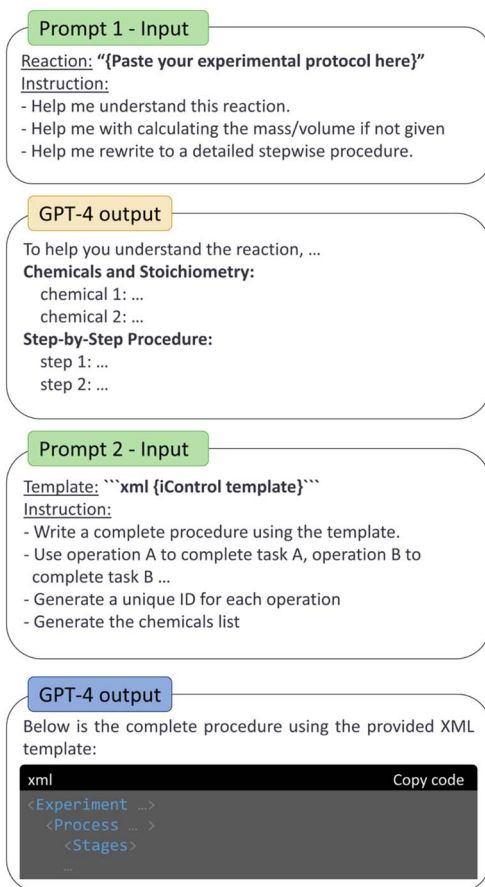 Prompt 1 - Input
Reaction: “{Paste your experimental protocol here}”
Instruction:
- Help me understand this reaction.
- Help me with calculating the mass/volume if not given
- Help me rewrite to a detailed stepwise procedure.
GPT-4 output
To help you understand the reaction, ...
Chemicals and Stoichiometry:
chemical 1: ...
chemical 2: ...
Step-by-Step Procedure:
step 1: ...
step 2: ...
Prompt 2 - Input
Template: ```xml {iControl template}```
Instruction:
- Write a complete procedure using the template.
- Use operation A to complete task A, operation B to
complete task B ...
- Generate a unique ID for each operation
- Generate the chemicals list
GPT-4 output
Below is the complete procedure using the provided XML
template:
xml Copy code
<Experiment ...>
<Process ... >
<Stages>
...